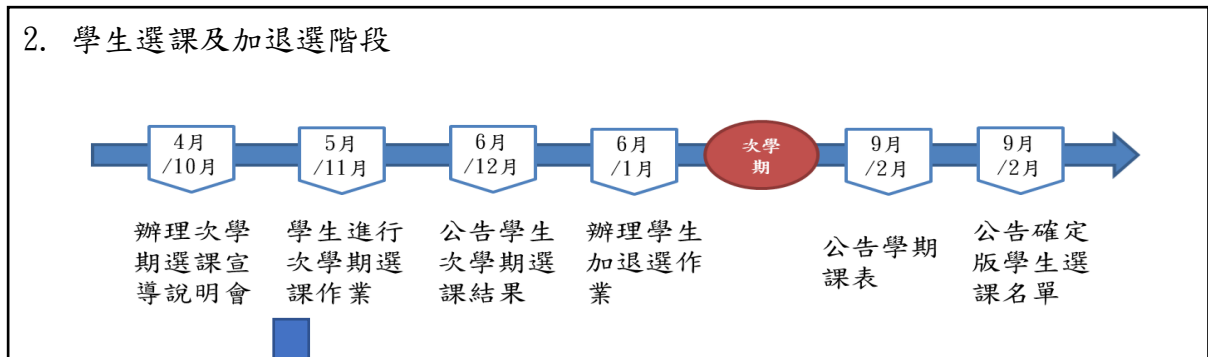 2. 學生選課及加退選階段
4月
/10月
5月
/11月
6月
/12月
6月
/1月
次學
期
9月
/2月
9月
/2月
辦理次學
期選課宣
導說明會
學生進行
次學期選
課作業
公告學生
次學期選
課結果
辦理學生
加退選作
業
公告學期
課表
公告確定
版學生選
課名單